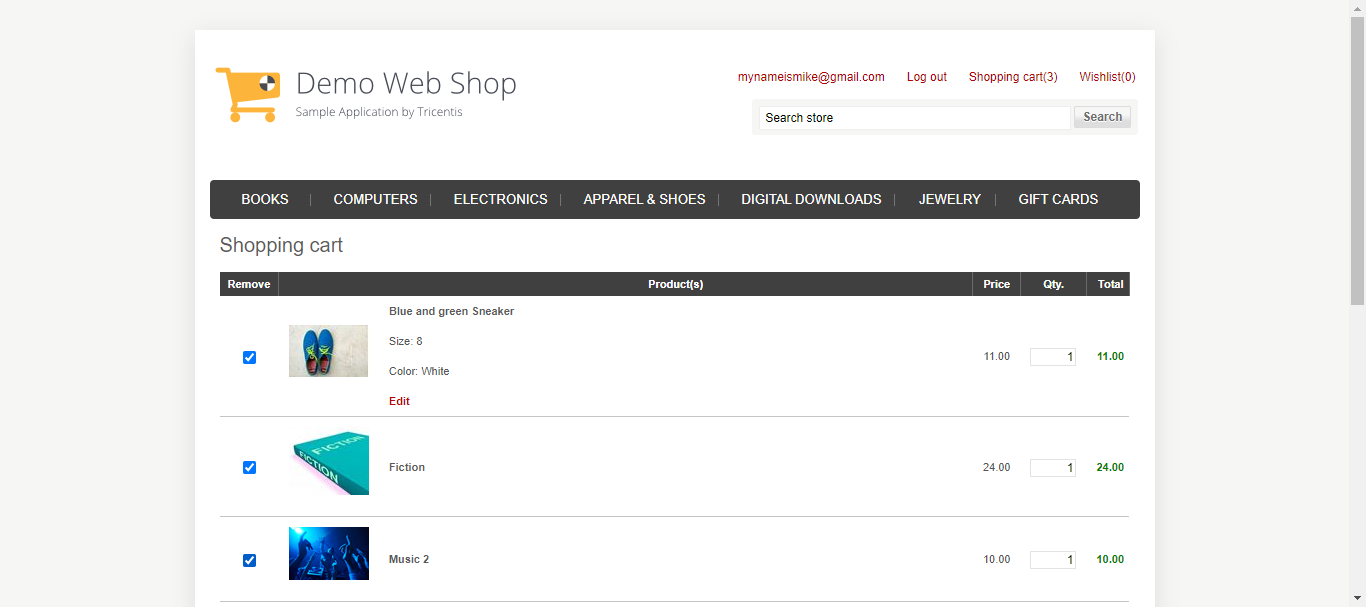 Demo Web Shop
Sample Application by Tricentis
mynameismike@gmail.com Log out Shopping cart(3) Wishlist(0)
Search store Search
BOOKS COMPUTERS ELECTRONICS APPAREL & SHOES DIGITAL DOWNLOADS JEWELRY GIFT CARDS
Shopping cart
Remove Product(s) Price Qty. Total
Blue and green Sneaker
Size: 8
Color: White
Edit
11.00 1 11.00
FICTION
FICTION
Fiction 24.00 1 24.00
Music 2 10.00 1 10.00